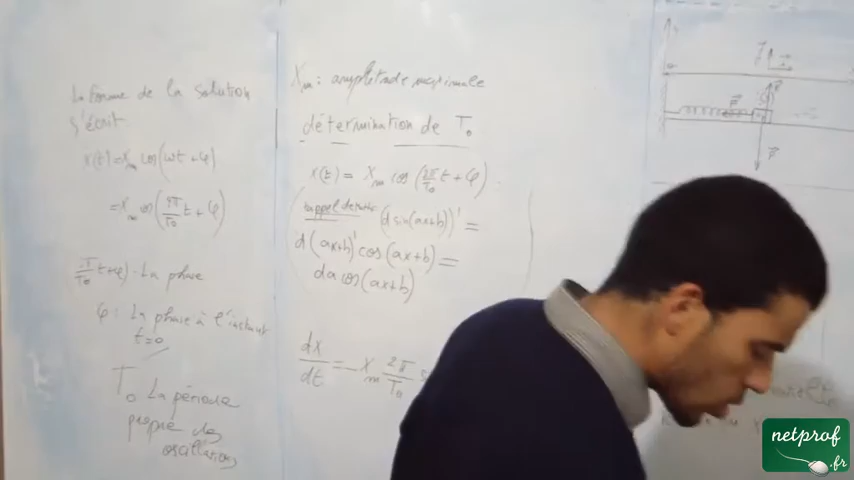 La forme de la solution
s'écrit
x(t) = Xm cos(ωt + φ)
= Xm cos(2π/T₀ t + φ)
: La phase
φ : La phase à l'instant
t=0
T₀ La période
propre des
oscillations
Xm : amplitude maximale
détermination de T₀
x(t) = Xm cos(2π/T₀ t + φ)
rappel de maths (d sin(ax+b))' =
d(ax+b)' cos(ax+b) =
da cos(ax+b)
dx/dt = -Xm 2π/T₀
netprof
.fr